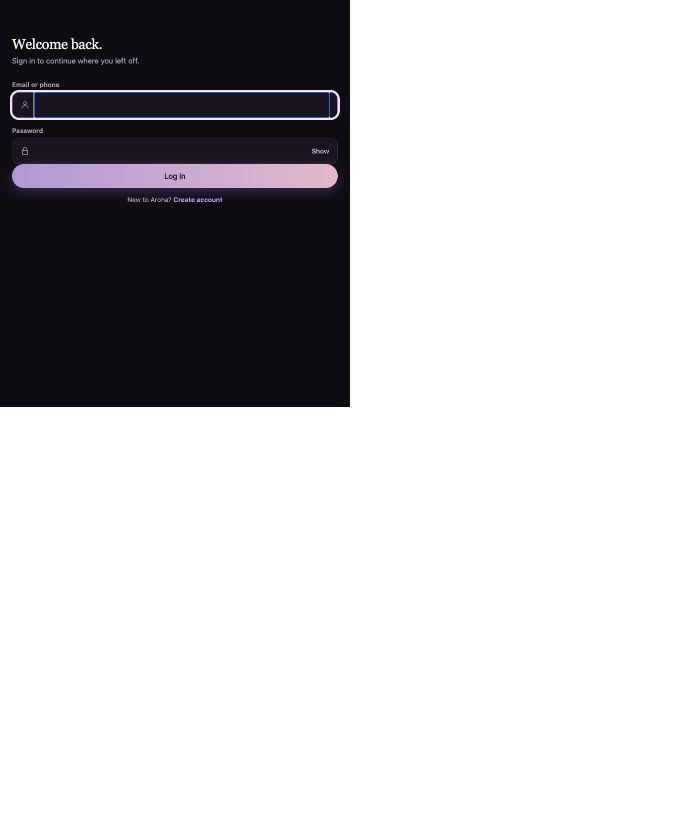 Welcome back.
Sign in to continue where you left off.
Email or phone
Password
Show
Log in
New to Aroha? Create account